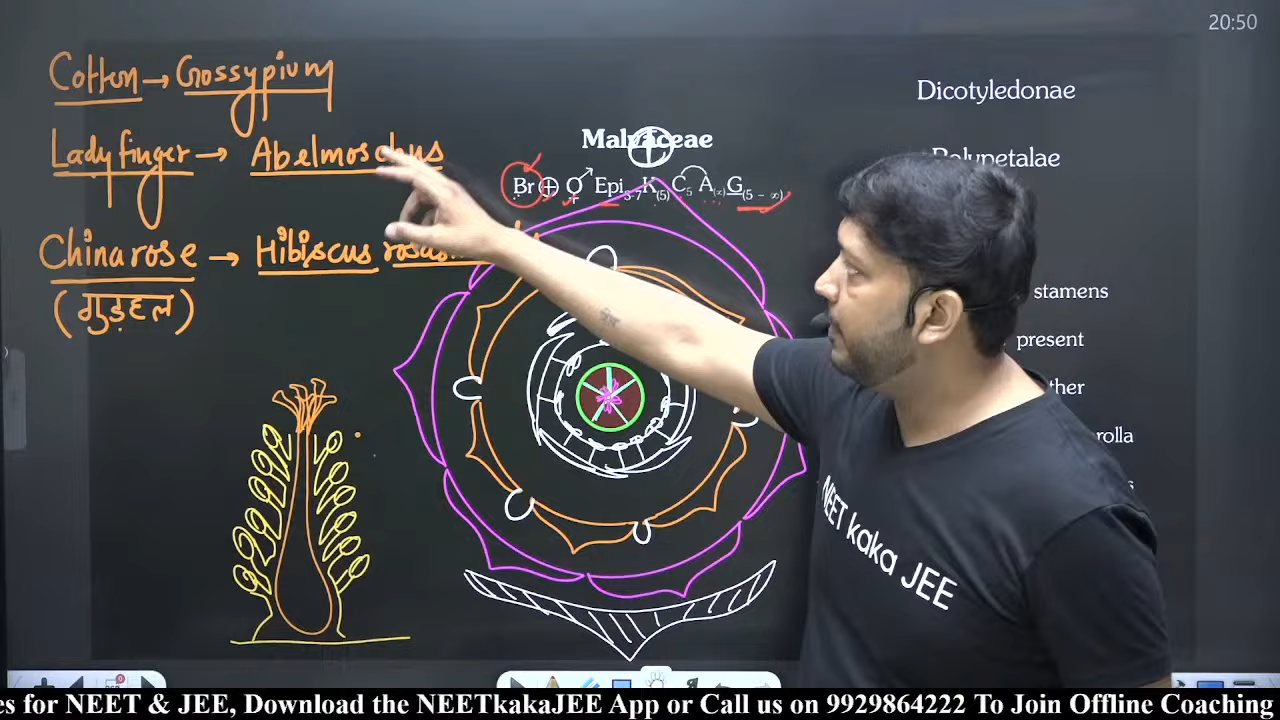 20:50
Cotton → Gossypium
Dicotyledonae
Malvaceae
Lady finger → Abelmoschus
Polypetalae
Br ⊕ ⚥ Epi3-7 K(5) C5 A(∞) G(5 – ∞)
China rose → Hibiscus
(गुड़हल)
stamens
present
rolla
NEET kaka JEE
es for NEET & JEE, Download the NEETkakaJEE App or Call us on 9929864222 To Join Offline Coaching